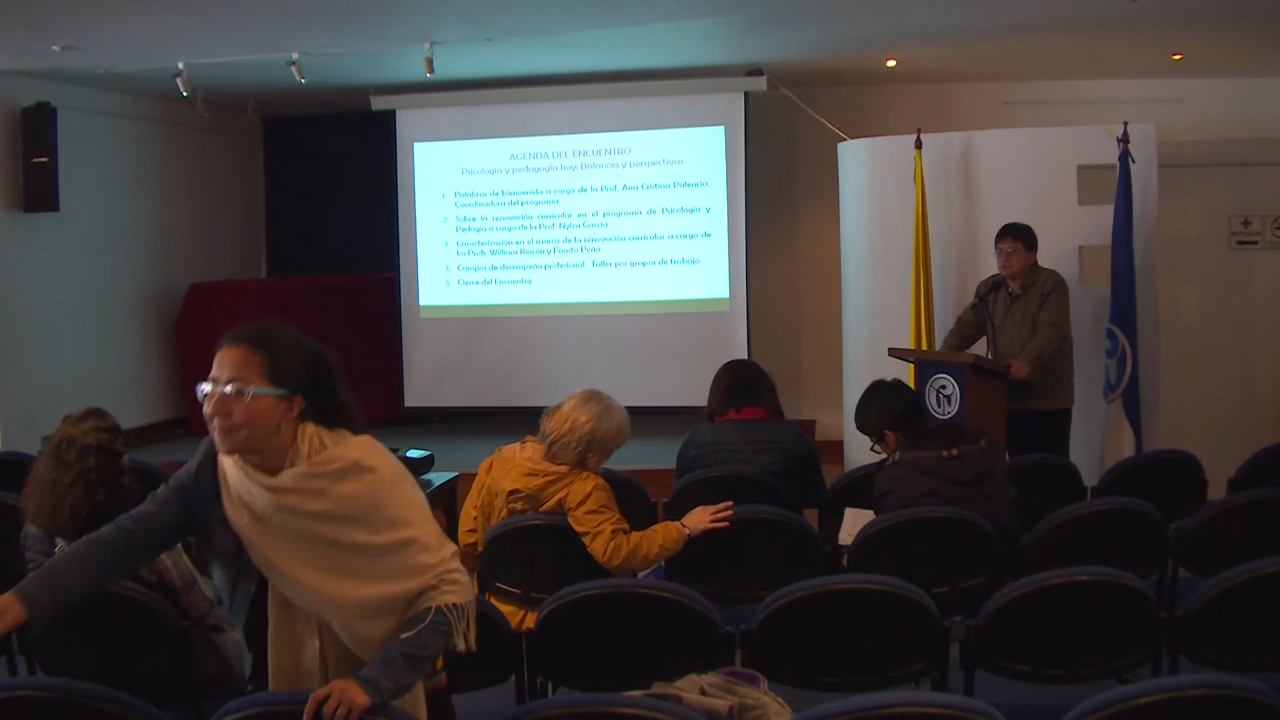 AGENDA DEL ENCUENTRO
Psicología y pedagogía hoy: Balances y perspectivas
1. Palabras de bienvenida a cargo de la Prof. Ana Cristina Palencia.
Coordinadora del programa.
2. Sobre la renovación curricular en el programa de Psicología y
Pedagía a cargo de la Prof. Nylza García.
3. Caracterización en el marco de la renovación curricular a cargo de
los Profs. William Rincón y Fausto Peña.
4. Campos de desempeño profesional. Taller por grupos de trabajo.
5. Cierre del Encuentro